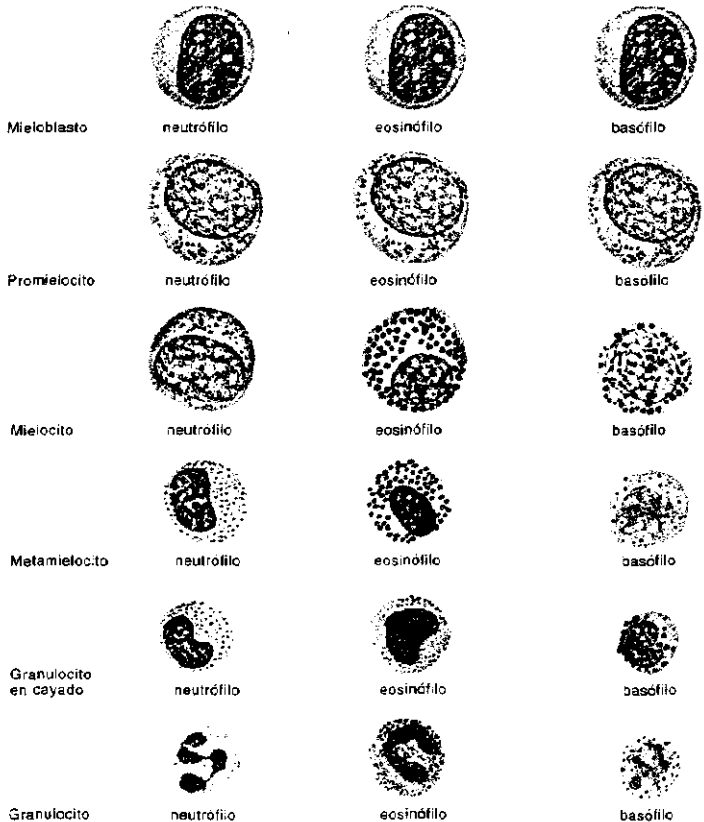 Mieloblasto neutrófilo eosinófilo basófilo
Promielocito neutrófilo eosinófilo basófilo
Mielocito neutrófilo eosinófilo basófilo
Metamielocito neutrófilo eosinófilo basófilo
Granulocito
en cayado neutrófilo eosinófilo basófilo
Granulocito neutrófilo eosinófilo basófilo